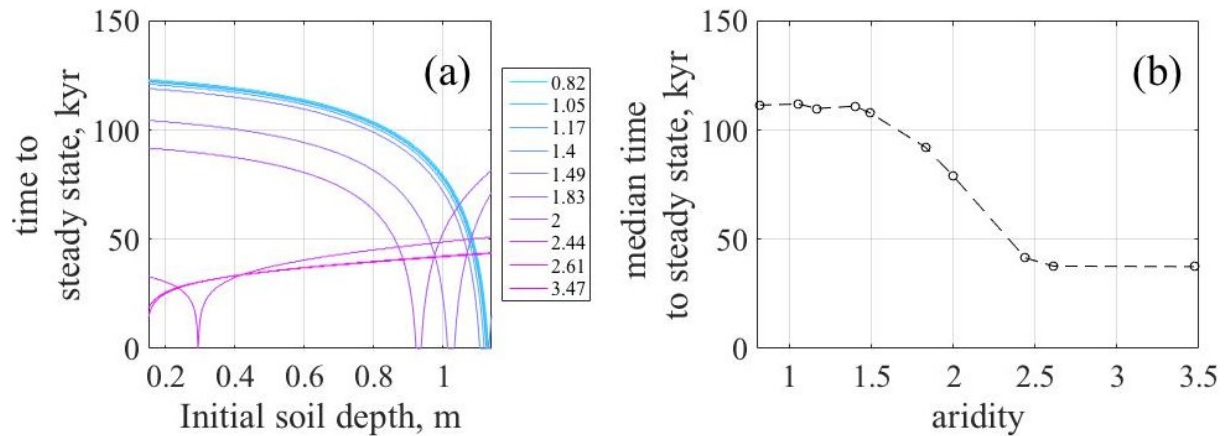 (a)
time to
steady state, kyr
150
100
50
0
0.2 0.4 0.6 0.8 1
Initial soil depth, m
0.82
1.05
1.17
1.4
1.49
1.83
2
2.44
2.61
3.47
(b)
median time
to steady state, kyr
150
100
50
0
1 1.5 2 2.5 3 3.5
aridity